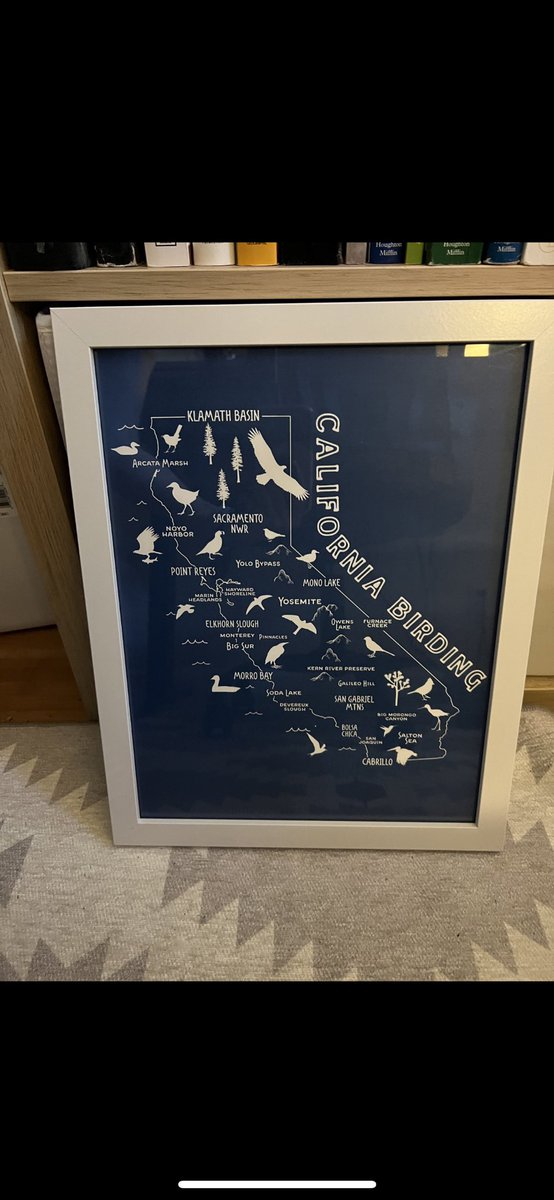 Houghton
Mifflin
Houghton
Mifflin
Mifflin
KLAMATH BASIN
CALIFORNIA BIRDING
ARCATA MARSH
SACRAMENTO
NWR
NOYO
HARBOR
YOLO BYPASS
POINT REYES
MONO LAKE
HAYWARD
SHORELINE
MARIN
HEADLANDS
YOSEMITE
ELKHORN SLOUGH
OWENS
LAKE
FURNACE
CREEK
MONTEREY
PINNACLES
BIG SUR
KERN RIVER PRESERVE
MORRO BAY
GALILEO HILL
SODA LAKE
SAN GABRIEL
MTNS
DEVEREUX
SLOUGH
BIG MORONGO
CANYON
BOLSA
CHICA
SAN
JOAQUIN
SALTON
SEA
CABRILLO